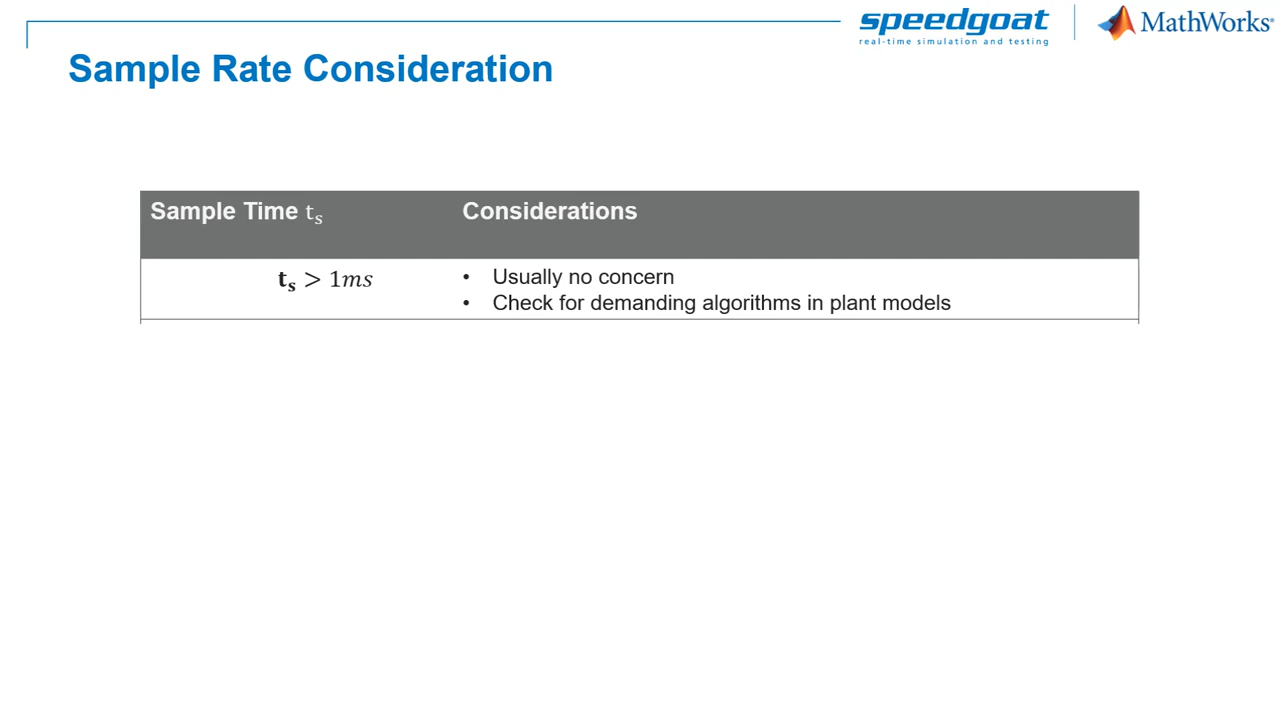 speedgoat
real-time simulation and testing
MathWorks®
Sample Rate Consideration
Sample Time tₛ
Considerations
tₛ > 1ms
• Usually no concern
• Check for demanding algorithms in plant models